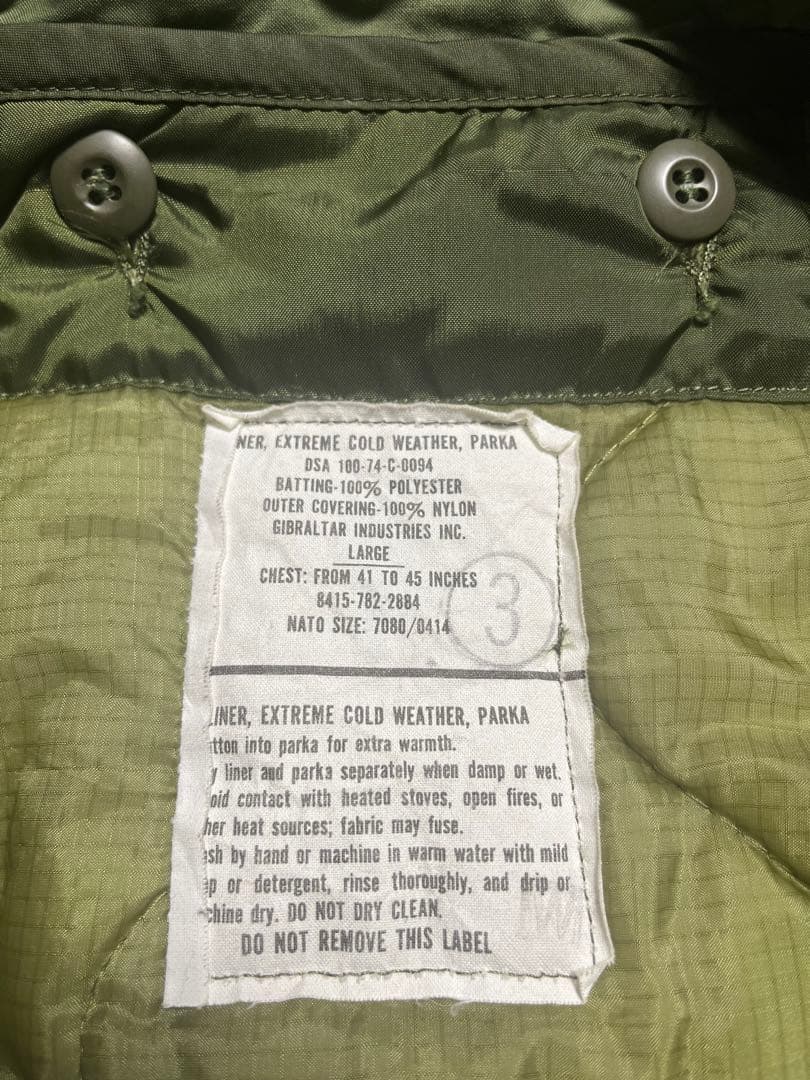 NER, EXTREME COLD WEATHER, PARKA
DSA 100-74-C-0094
BATTING-100% POLYESTER
OUTER COVERING-100% NYLON
GIBRALTAR INDUSTRIES INC.
LARGE
CHEST: FROM 41 TO 45 INCHES
8415-782-2884
NATO SIZE: 7080/0414
3
INER, EXTREME COLD WEATHER, PARKA
tton into parka for extra warmth.
y liner and parka separately when damp or wet.
oid contact with heated stoves, open fires, or
her heat sources; fabric may fuse.
sh by hand or machine in warm water with mild
p or detergent, rinse thoroughly, and drip or
chine dry. DO NOT DRY CLEAN.
DO NOT REMOVE THIS LABEL